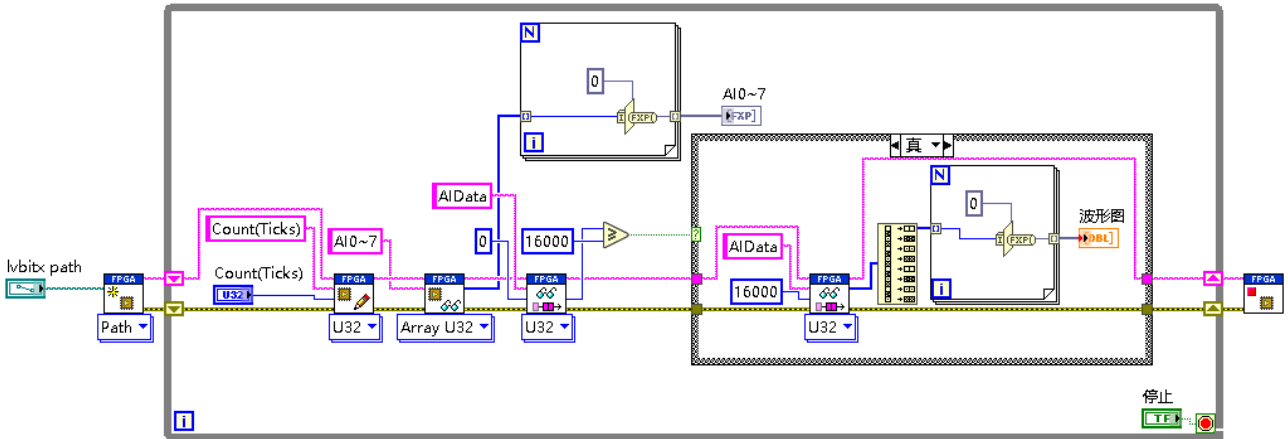 N
0
I
[FXP(
AI0~7
FXP]
i
真
N
AIData
0
Count(Ticks)
AI0~7
0
16000
?
波形图
I
[FXP(
DBL]
AIData
lvbitx path
FPGA
Count(Ticks)
FPGA
FPGA
FPGA
FPGA
FPGA
U32
16000
i
Path
U32
Array U32
U32
U32
停止
TF
i